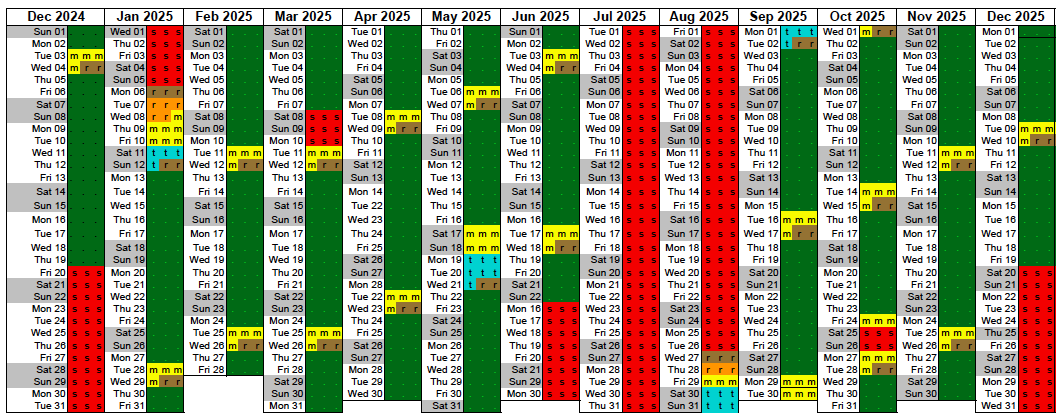 Dec 2024
Sun 01
Mon 02
Tue 03 m m m
Wed 04 m r r
Thu 05
Fri 06
Sat 07
Sun 08
Mon 09
Tue 10
Wed 11
Thu 12
Fri 13
Sat 14
Sun 15
Mon 16
Tue 17
Wed 18
Thu 19
Fri 20 s s s
Sat 21 s s s
Sun 22 s s s
Mon 23 s s s
Tue 24 s s s
Wed 25 s s s
Thu 26 s s s
Fri 27 s s s
Sat 28 s s s
Sun 29 s s s
Mon 30 s s s
Tue 31 s s s
Jan 2025
Wed 01 s s s
Thu 02 s s s
Fri 03 s s s
Sat 04 s s s
Sun 05 s s s
Mon 06 r r r
Tue 07 r r r
Wed 08 r r m
Thu 09 m m m
Fri 10 m m m
Sat 11 t t t
Sun 12 t r r
Mon 13
Tue 14
Wed 15
Thu 16
Fri 17
Sat 18
Sun 19
Mon 20
Tue 21
Wed 22
Thu 23
Fri 24
Sat 25
Sun 26
Mon 27
Tue 28 m m m
Wed 29 m r r
Thu 30
Fri 31
Feb 2025
Sat 01
Sun 02
Mon 03
Tue 04
Wed 05
Thu 06
Fri 07
Sat 08
Sun 09
Mon 10
Tue 11 m m m
Wed 12 m r r
Thu 13
Fri 14
Sat 15
Sun 16
Mon 17
Tue 18
Wed 19
Thu 20
Fri 21
Sat 22
Sun 23
Mon 24
Tue 25 m m m
Wed 26 m r r
Thu 27
Fri 28
Mar 2025
Sat 01
Sun 02
Mon 03
Tue 04
Wed 05
Thu 06
Fri 07
Sat 08 s s s
Sun 09 s s s
Mon 10 s s s
Tue 11 m m m
Wed 12 m r r
Thu 13
Fri 14
Sat 15
Sun 16
Mon 17
Tue 18
Wed 19
Thu 20
Fri 21
Sat 22
Sun 23
Mon 24
Tue 25 m m m
Wed 26 m r r
Thu 27
Fri 28
Sat 29
Sun 30
Mon 31
Apr 2025
Tue 01
Wed 02
Thu 03
Fri 04
Sat 05
Sun 06
Mon 07
Tue 08 m m m
Wed 09 m r r
Thu 10
Fri 11
Sat 12
Sun 13
Mon 14
Tue 22
Wed 23
Thu 24
Fri 25
Sat 26
Sun 27
Mon 28
Tue 22 m m m
Wed 23 m r r
Thu 24
Fri 25
Sat 26
Sun 27
Mon 28
Tue 29
Wed 30
May 2025
Thu 01
Fri 02
Sat 03
Sun 04
Mon 05
Tue 06 m m m
Wed 07 m r r
Thu 08
Fri 09
Sat 10
Sun 11
Mon 12
Tue 13
Wed 14
Thu 15
Fri 16
Sat 17 m m m
Sun 18 m m m
Mon 19 t t t
Tue 20 t t t
Wed 21 t r r
Thu 22
Fri 23
Sat 24
Sun 25
Mon 26
Tue 27
Wed 28
Thu 29
Fri 30
Sat 31
Jun 2025
Sun 01
Mon 02
Tue 03 m m m
Wed 04 m r r
Thu 05
Fri 06
Sat 07
Sun 08
Mon 09
Tue 10
Wed 11
Thu 12
Fri 13
Sat 14
Sun 15
Mon 16
Tue 17 m m m
Wed 18 m r r
Thu 19
Fri 20
Sat 21
Sun 22
Mon 16 s s s
Tue 17 s s s
Wed 18 s s s
Thu 19 s s s
Fri 20 s s s
Sun 21 s s s
Sun 29 s s s
Mon 30 s s s
Jul 2025
Tue 01 s s s
Wed 02 s s s
Thu 03 s s s
Fri 04 s s s
Sat 05 s s s
Sun 06 s s s
Mon 07 s s s
Tue 08 s s s
Wed 09 s s s
Thu 10 s s s
Fri 11 s s s
Sat 12 s s s
Sun 13 s s s
Mon 14 s s s
Tue 15 s s s
Wed 16 s s s
Thu 17 s s s
Fri 18 s s s
Sat 19 s s s
Sun 20 s s s
Mon 21 s s s
Tue 22 s s s
Wed 23 s s s
Thu 24 s s s
Fri 25 s s s
Sat 26 s s s
Sun 27 s s s
Mon 28 s s s
Tue 29 s s s
Wed 30 s s s
Thu 31 s s s
Aug 2025
Fri 01 s s s
Sat 02 s s s
Sun 03 s s s
Mon 04 s s s
Tue 05 s s s
Wed 06 s s s
Thu 07 s s s
Fri 08 s s s
Sat 09 s s s
Sun 10 s s s
Mon 11 s s s
Tue 12 s s s
Wed 13 s s s
Thu 14 s s s
Fri 15 s s s
Sat 16 s s s
Sun 17 s s s
Mon 18 s s s
Tue 19 s s s
Wed 20 s s s
Thu 21 s s s
Fri 22 s s s
Sat 23 s s s
Sun 24 s s s
Mon 25 s s s
Tue 26 s s s
Wed 27 r r r
Thu 28 r r r
Fri 29 m m m
Sat 30 t t t
Sun 31 t t t
Sep 2025
Mon 01 t t t
Tue 02 t r r
Wed 03
Thu 04
Fri 05
Sat 06
Sun 07
Mon 08
Tue 09
Wed 10
Thu 11
Fri 12
Sat 13
Sun 14
Mon 15
Tue 16 m m m
Wed 17 m r r
Thu 18
Fri 19
Sat 20
Sun 21
Mon 22
Tue 23
Wed 24
Thu 25
Fri 26
Sat 27
Sun 28
Mon 29 m m m
Tue 30 m m m
Oct 2025
Wed 01 m r r
Thu 02
Fri 03
Sat 04
Sun 05
Mon 06
Tue 07
Wed 08
Thu 09
Fri 10
Sat 11
Sun 12
Mon 13
Tue 14 m m m
Wed 15 m r r
Thu 16
Fri 17
Sat 18
Sun 19
Mon 20
Tue 21
Wed 22
Thu 23
Fri 24 m m m
Sat 25 s s s
Sun 26 s s s
Mon 27 m m m
Tue 28 m r r
Wed 29
Thu 30
Fri 31
Nov 2025
Sat 01
Sun 02
Mon 03
Tue 04
Wed 05
Thu 06
Fri 07
Sat 08
Sun 09
Mon 10
Tue 11 m m m
Wed 12 m r r
Thu 13
Fri 14
Sat 15
Sun 16
Mon 17
Tue 18
Wed 19
Thu 20
Fri 21
Sat 22
Sun 23
Mon 24
Tue 25 m m m
Wed 26 m r r
Thu 27
Fri 28
Sat 29
Sun 30
Dec 2025
Mon 01
Tue 02
Wed 03
Thu 04
Fri 05
Sat 06
Sun 07
Mon 08
Tue 09 m m m
Wed 10 m r r
Thu 11
Fri 12
Sat 13
Sun 14
Mon 15
Tue 16
Wed 17
Thu 18
Fri 19
Sat 20 s s s
Sun 21 s s s
Mon 22 s s s
Tue 23 s s s
Wed 24 s s s
Thu 25 s s s
Fri 26 s s s
Sat 27 s s s
Sun 28 s s s
Mon 29 s s s
Tue 30 s s s
Wed 31 s s s